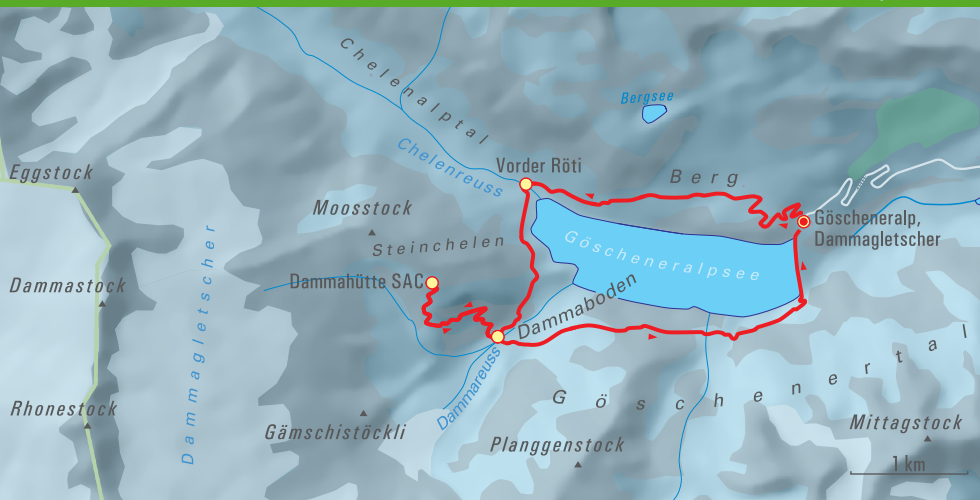 Chelenalptal
Bergsee
Chelenreuss
Vorder Röti
Berg
Eggstock
Moosstock
Göscheneralp,
Dammagletscher
Steinchelen
Göscheneralpsee
Dammagletscher
Dammastock
Dammahütte SAC
Dammaboden
Dammareuss
Göschenertal
Rhonestock
Gämschistöckli
Planggenstock
Mittagstock
1 km